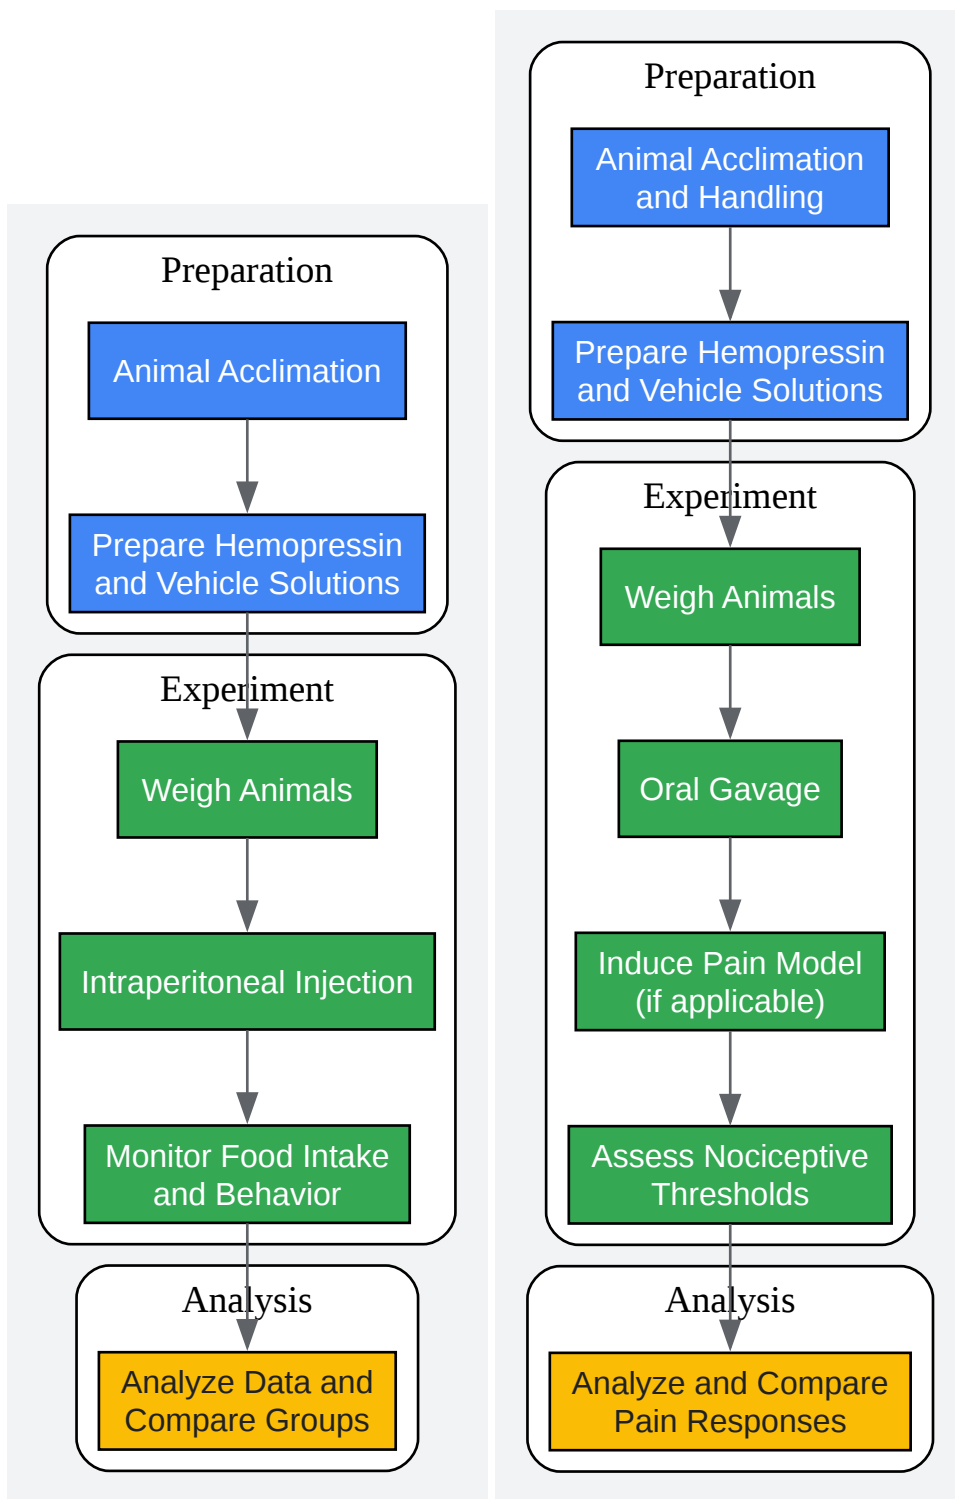 Preparation
Animal Acclimation
Prepare Hemopressin
and Vehicle Solutions
Experiment
Weigh Animals
Intraperitoneal Injection
Monitor Food Intake
and Behavior
Analysis
Analyze Data and
Compare Groups
Preparation
Animal Acclimation
and Handling
Prepare Hemopressin
and Vehicle Solutions
Experiment
Weigh Animals
Oral Gavage
Induce Pain Model
(if applicable)
Assess Nociceptive
Thresholds
Analysis
Analyze and Compare
Pain Responses